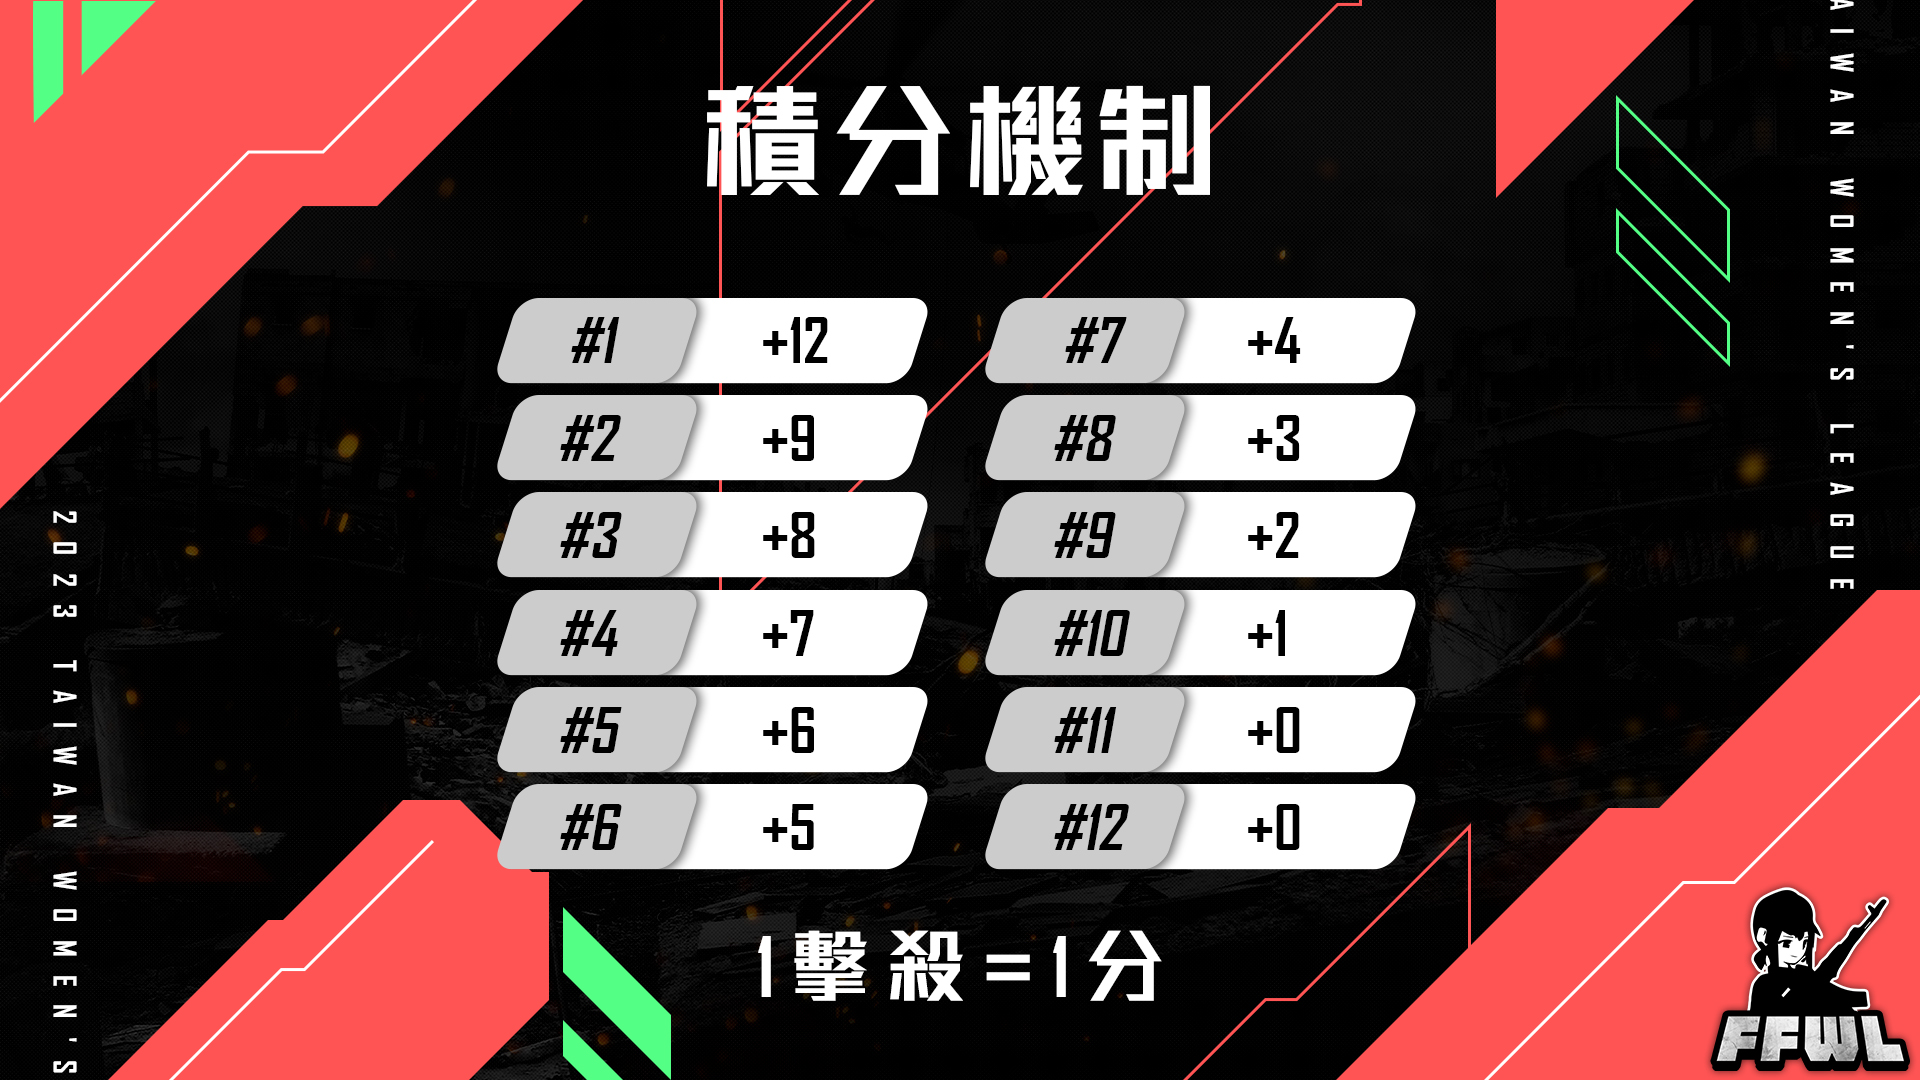 積分機制
#1 +12
#2 +9
#3 +8
#4 +7
#5 +6
#6 +5
#7 +4
#8 +3
#9 +2
#10 +1
#11 +0
#12 +0
1擊殺=1分
2023 TAIWAN WOMEN'S
AIWAN WOMEN'S LEAGUE
FFWL